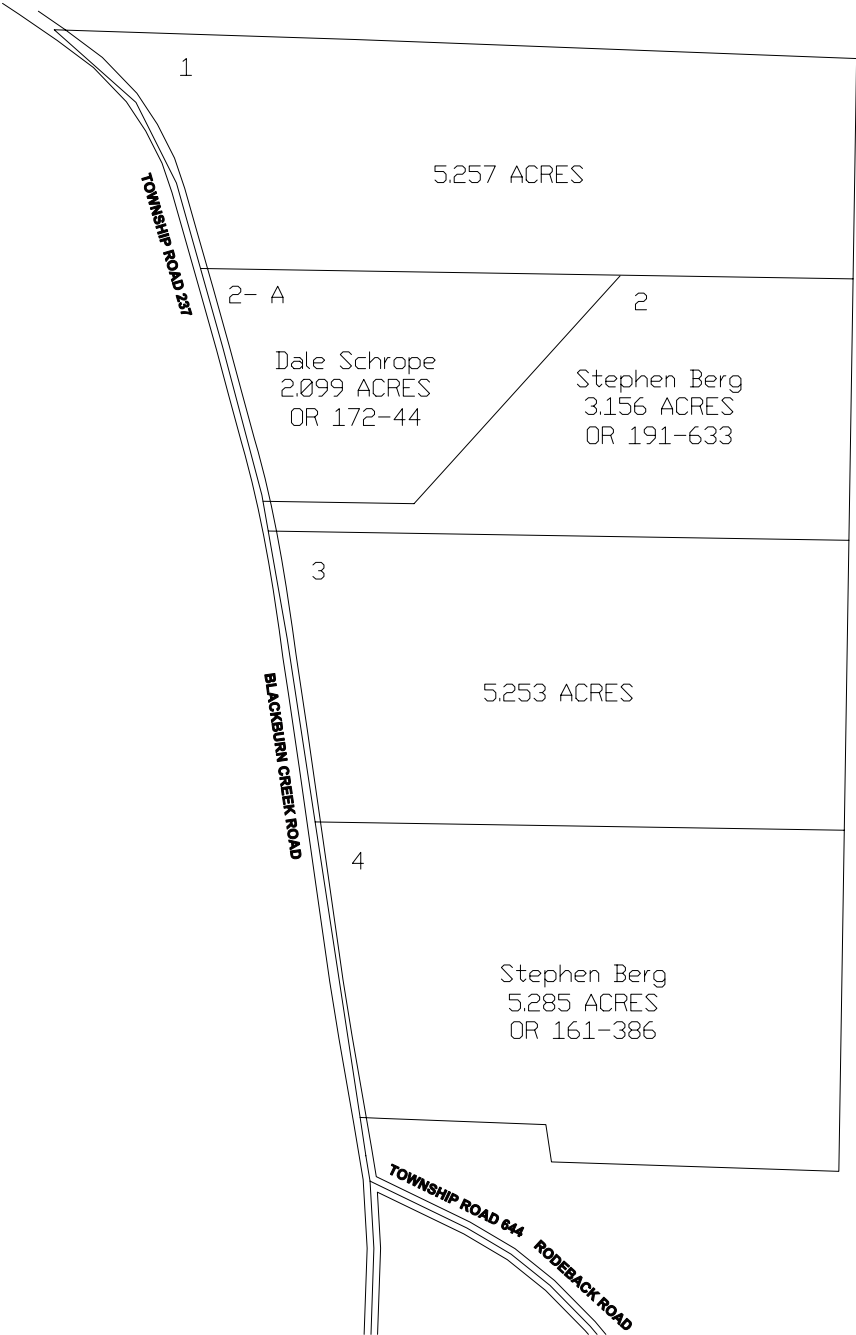 1
5.257 ACRES
TOWNSHIP ROAD 237
2- A
Dale Schrope
2.099 ACRES
OR 172-44
2
Stephen Berg
3.156 ACRES
OR 191-633
3
5.253 ACRES
BLACKBURN CREEK ROAD
4
Stephen Berg
5.285 ACRES
OR 161-386
TOWNSHIP ROAD 644
RODEBACK ROAD